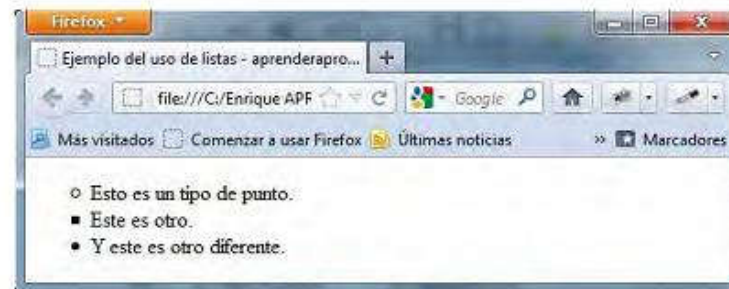 Firefox
Ejemplo del uso de listas - aprenderapro...
file:///C:/Enrique APF
Google
Más visitados Comenzar a usar Firefox Últimas noticias » Marcadores
Esto es un tipo de punto.
Este es otro.
Y este es otro diferente.